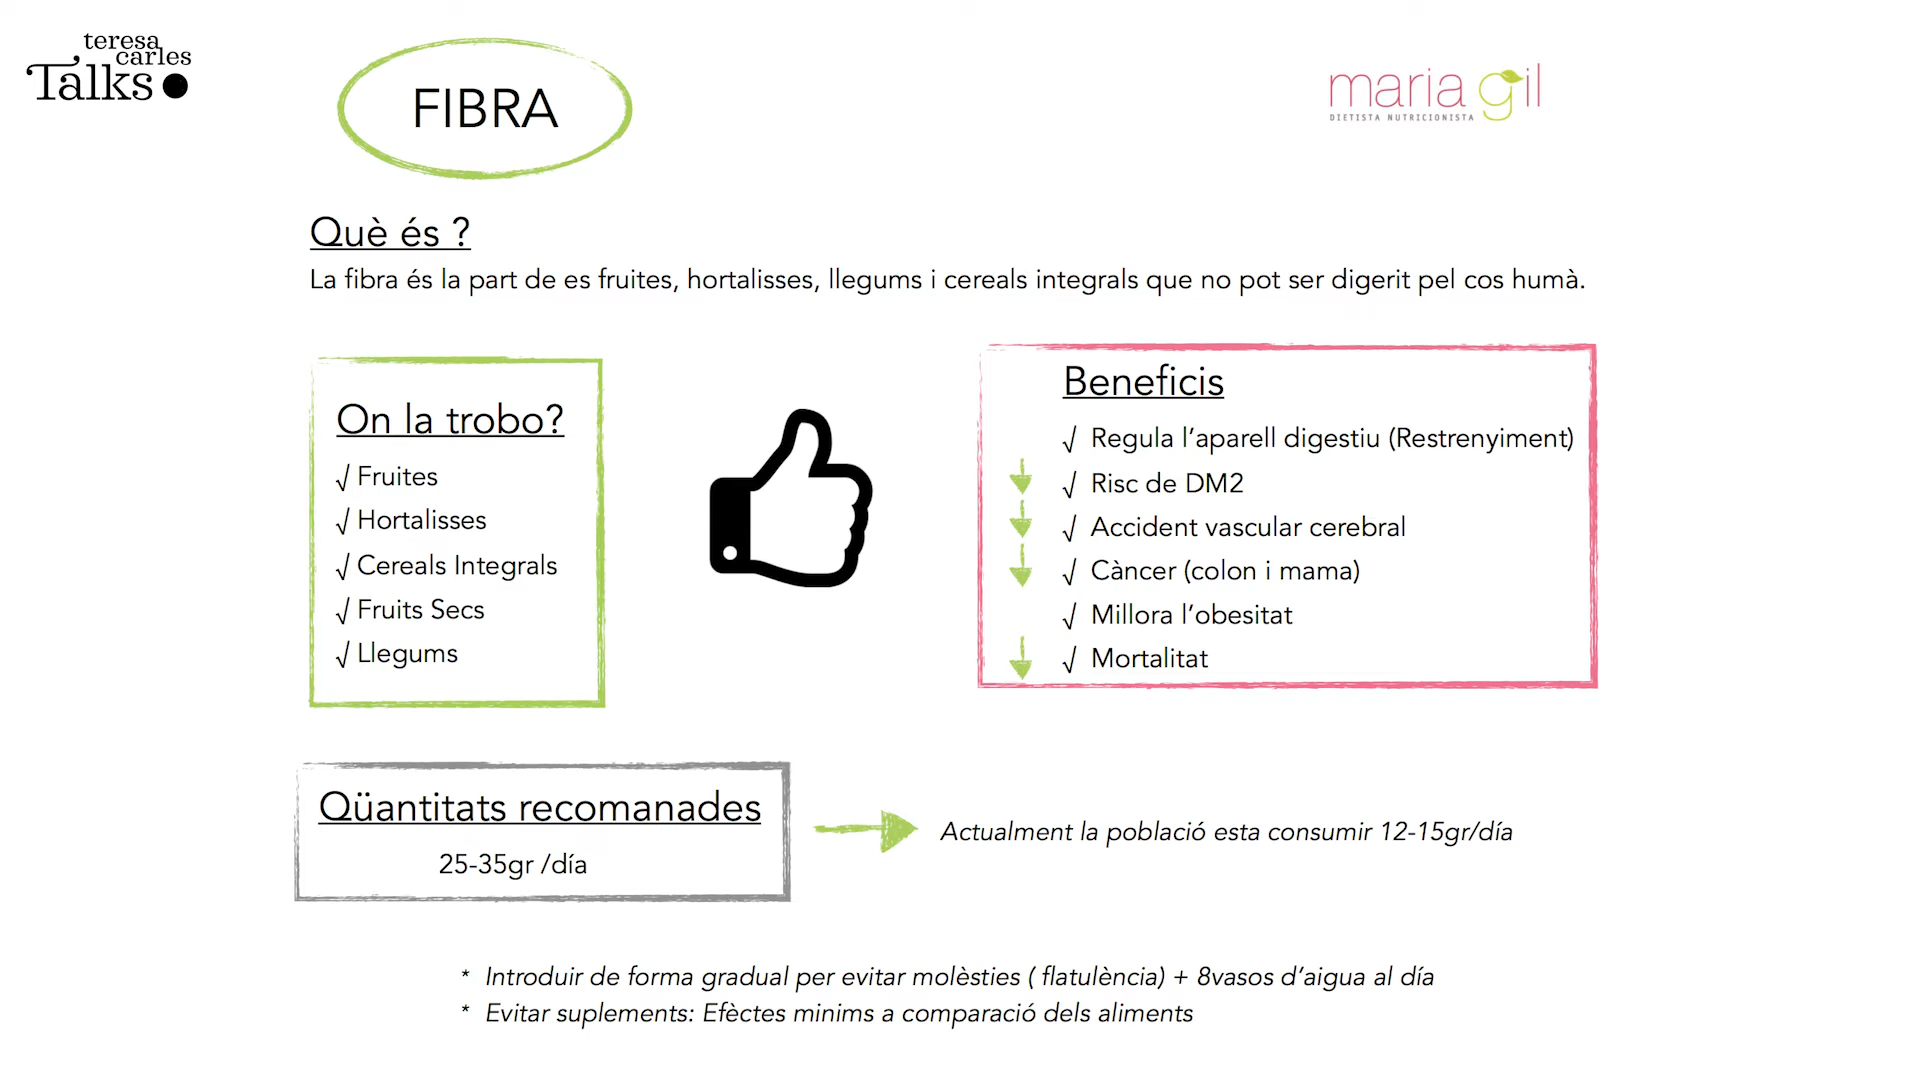 teresa
carles
Talks
FIBRA
maria gil
DIETISTA NUTRICIONISTA
Què és ?
La fibra és la part de es fruites, hortalisses, llegums i cereals integrals que no pot ser digerit pel cos humà.
On la trobo?
√ Fruites
√ Hortalisses
√ Cereals Integrals
√ Fruits Secs
√ Llegums
Beneficis
√ Regula l’aparell digestiu (Restrenyiment)
√ Risc de DM2
√ Accident vascular cerebral
√ Càncer (colon i mama)
√ Millora l’obesitat
√ Mortalitat
Qüantitats recomanades
25-35gr /día
Actualment la població esta consumir 12-15gr/día
* Introduir de forma gradual per evitar molèsties ( flatulència) + 8vasos d’aigua al día
* Evitar suplements: Efèctes minims a comparació dels aliments